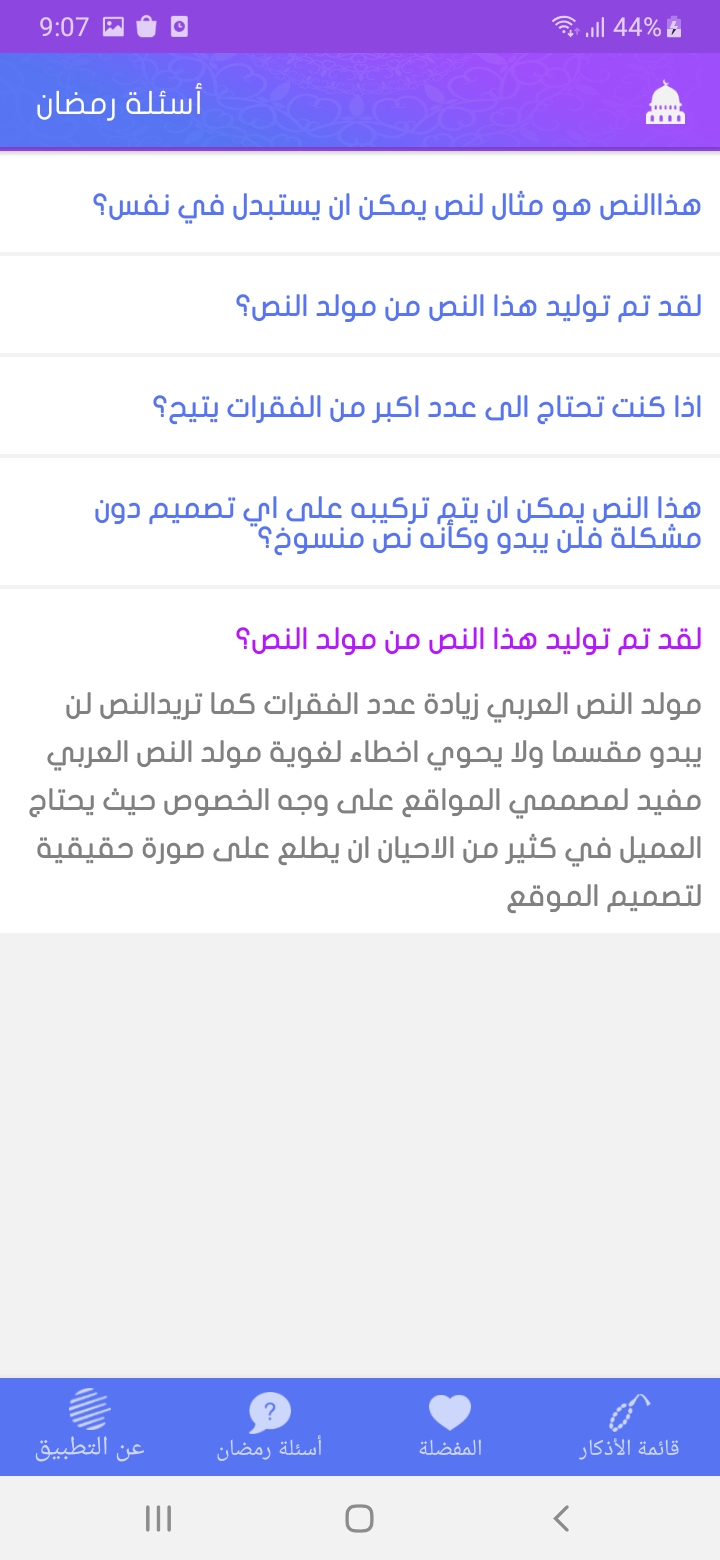 9:07
44%
أسئلة رمضان
هذاالنص هو مثال لنص يمكن ان يستبدل في نفس؟
لقد تم توليد هذا النص من مولد النص؟
اذا كنت تحتاج الى عدد اكبر من الفقرات يتيح؟
هذا النص يمكن ان يتم تركيبه على اي تصميم دون
مشكلة فلن يبدو وكأنه نص منسوخ؟
لقد تم توليد هذا النص من مولد النص؟
مولد النص العربي زيادة عدد الفقرات كما تريدالنص لن
يبدو مقسما ولا يحوي اخطاء لغوية مولد النص العربي
مفيد لمصممي المواقع على وجه الخصوص حيث يحتاج
العميل في كثير من الاحيان ان يطلع على صورة حقيقية
لتصميم الموقع
قائمة الأذكار
المفضلة
أسئلة رمضان
عن التطبيق